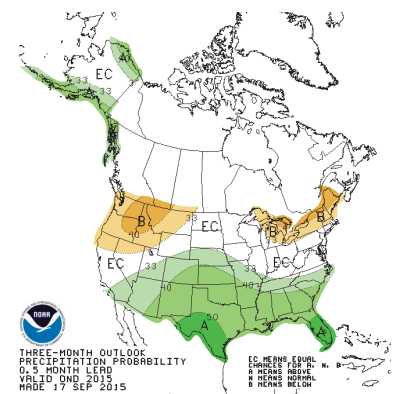 A
EC
33
A
33
A
B
33
EC
B
B
40
EC
33
33
EC
40
40
50
A
A
NOAA
THREE-MONTH OUTLOOK
PRECIPITATION PROBABILITY
0.5 MONTH LEAD
VALID OND 2015
MADE 17 SEP 2015
EC MEANS EQUAL
CHANCES FOR A, N, B
A MEANS ABOVE
N MEANS NORMAL
B MEANS BELOW